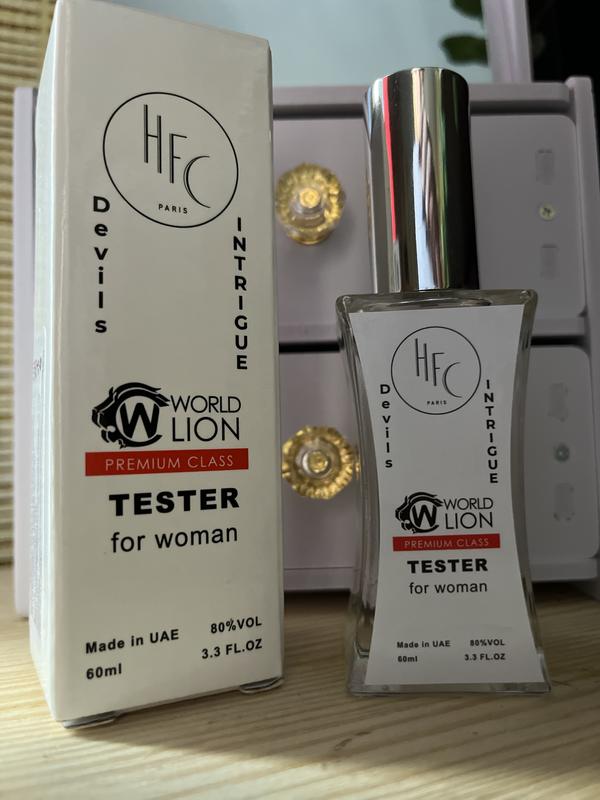 HFC
PARIS
Devils
INTRIGUE
WORLD
LION
PREMIUM CLASS
TESTER
for woman
Made in UAE 80%VOL
60ml 3.3 FL.OZ
HFC
PARIS
Devils
INTRIGUE
WORLD
LION
PREMIUM CLASS
TESTER
for woman
Made in UAE 80%VOL
60ml 3.3 FL.OZ